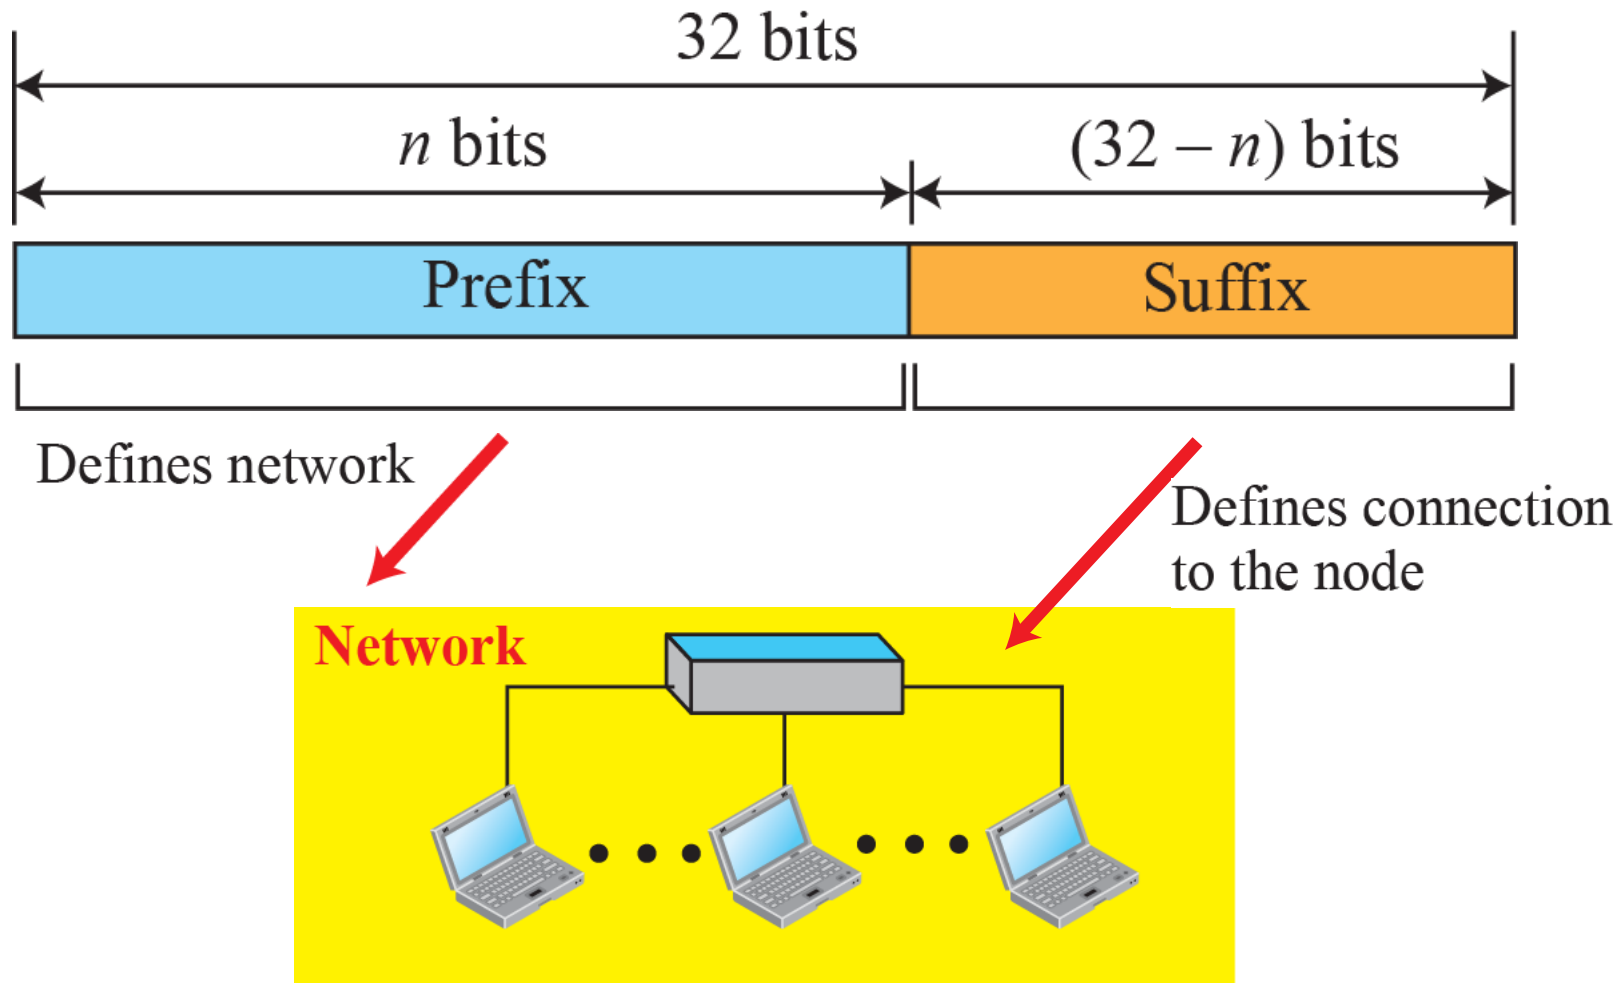 32 bits
n bits
(32 – n) bits
Prefix
Suffix
Defines network
Defines connection
to the node
Network